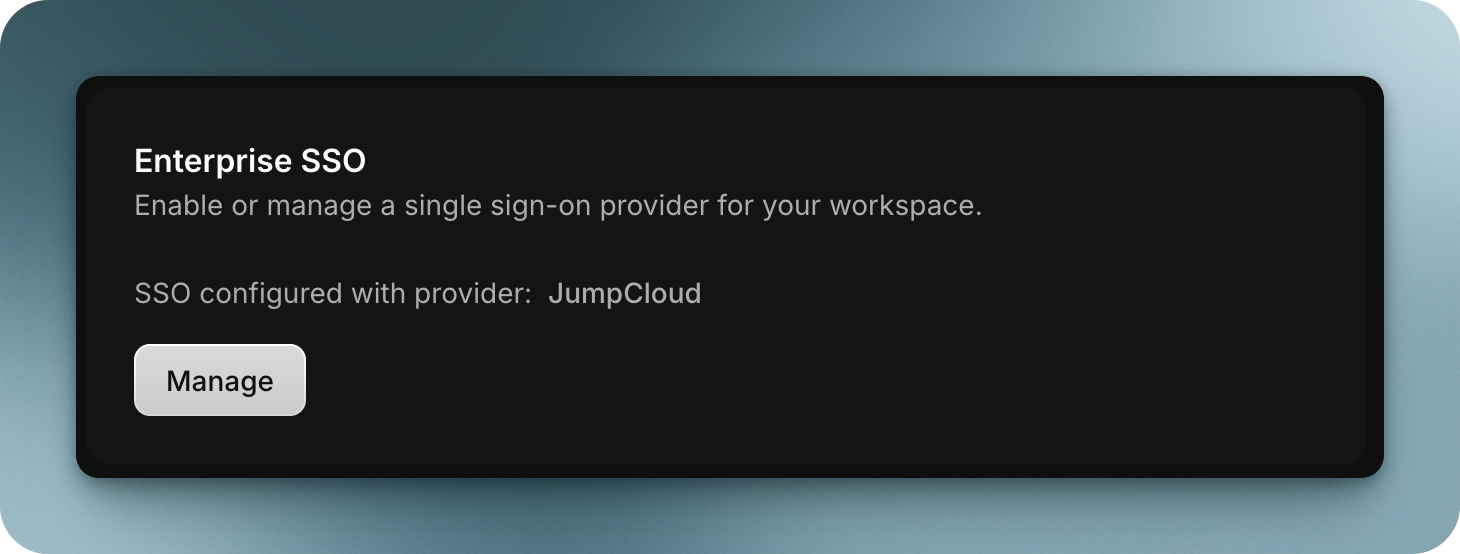 Enterprise SSO
Enable or manage a single sign-on provider for your workspace.
SSO configured with provider: JumpCloud
Manage